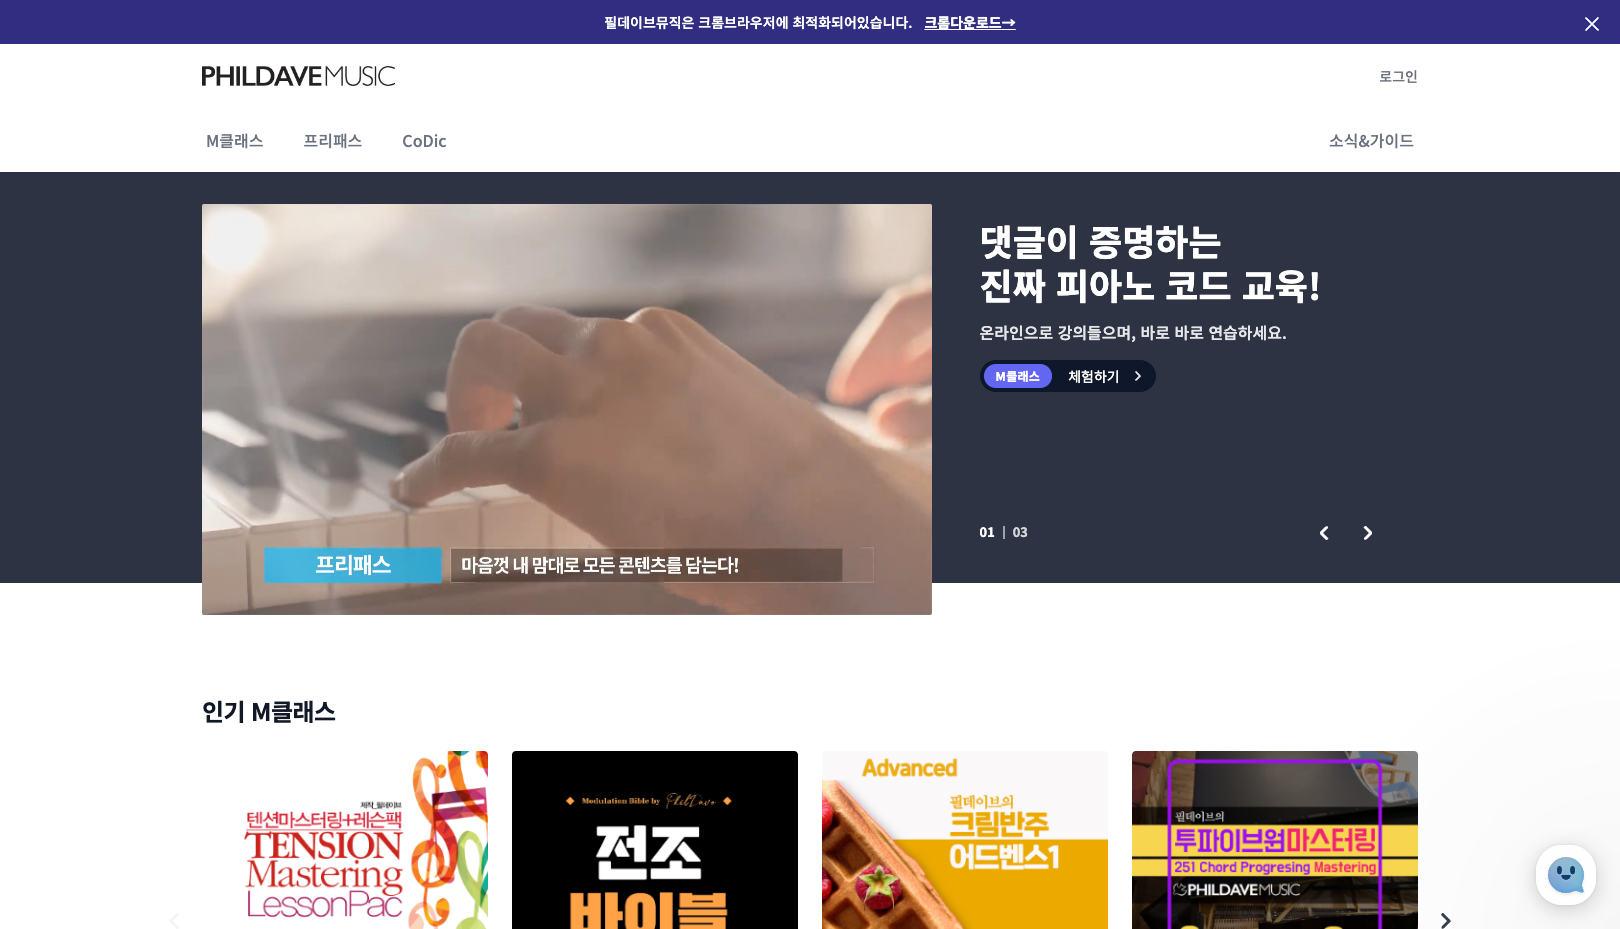 필데이브뮤직은 크롬브라우저에 최적화되어있습니다. 크롬다운로드→
PHILDAVEMUSIC
로그인
M클래스 프리패스 CoDic 소식&가이드
댓글이 증명하는
진짜 피아노 코드 교육!
온라인으로 강의들으며, 바로 바로 연습하세요.
M클래스 체험하기
01 | 03
프리패스 마음껏 내 맘대로 모든 콘텐츠를 담는다!
인기 M클래스
제작_필데이브
텐션마스터링+레슨팩
TENSION
Mastering
LessonPac
Modulation Bible by PhilDave
전조
바이블
Advanced
필데이브의
크림반주
어드벤스1
필데이브의
투파이브원마스터링
251 Chord Progresing Mastering
PHILDAVEMUSIC